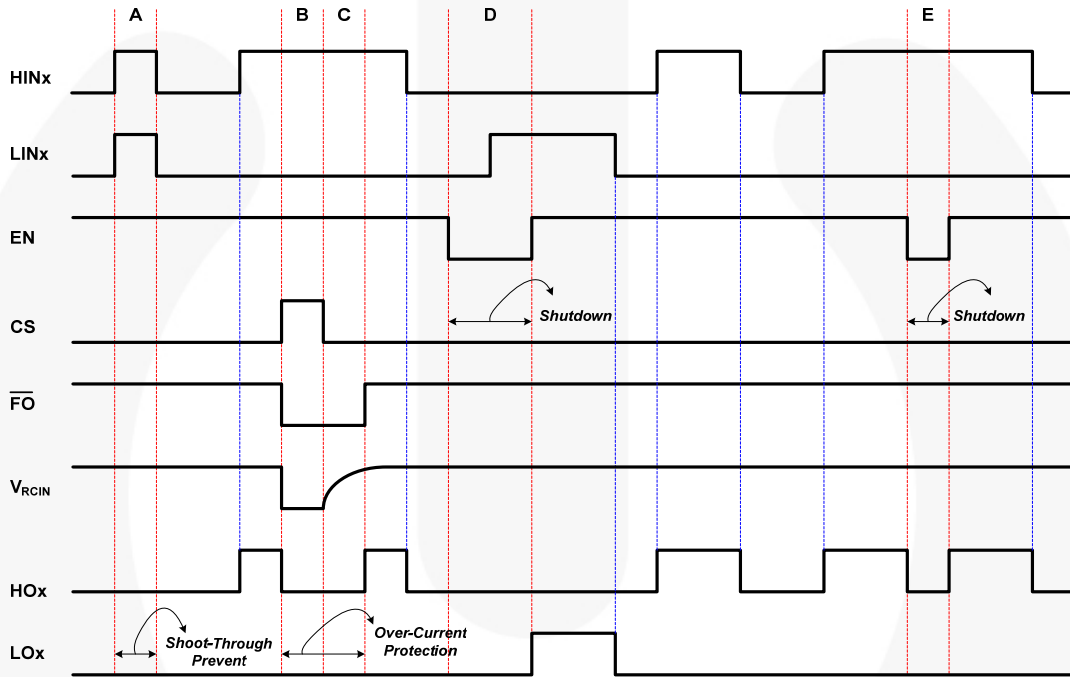 A B C D E
HINx
LINx
EN
Shutdown
Shutdown
CS
FO
VRCIN
HOx
Shoot-Through
Prevent
Over-Current
Protection
LOx